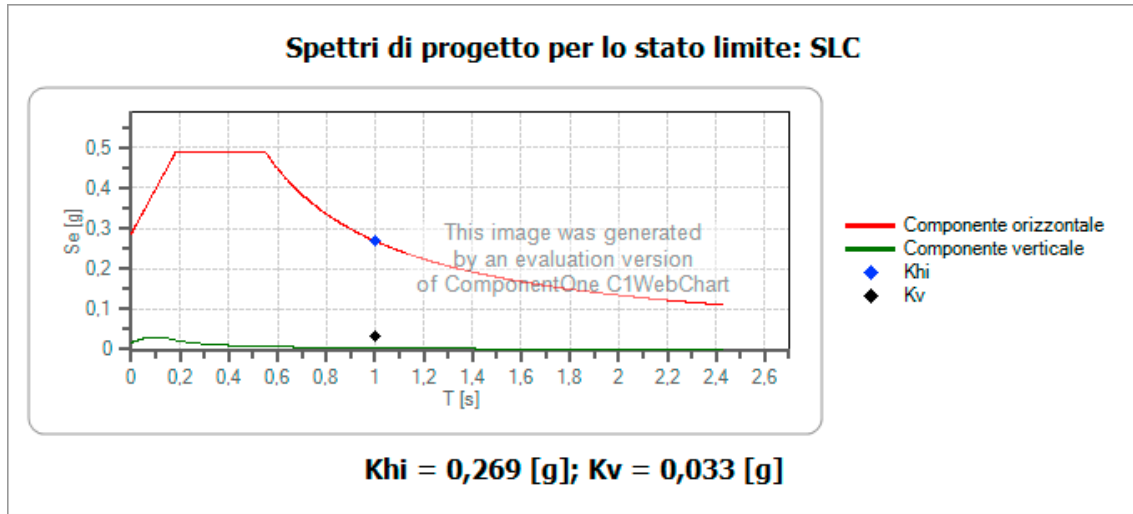 Spettri di progetto per lo stato limite: SLC
Se [g]
0,5
0,4
0,3
0,2
0,1
0
This image was generated
by an evaluation version
of ComponentOne C1WebChart
0 0,2 0,4 0,6 0,8 1 1,2 1,4 1,6 1,8 2 2,2 2,4 2,6
T [s]
Componente orizzontale
Componente verticale
Khi
Kv
Khi = 0,269 [g]; Kv = 0,033 [g]